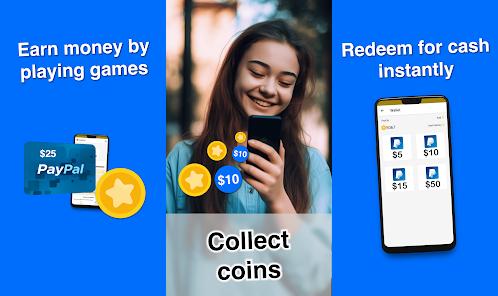 Earn money by
playing games
$25
PayPal
$10
$10
Collect
coins
Redeem for cash
instantly
Wallet
$5
$10
$15
$50